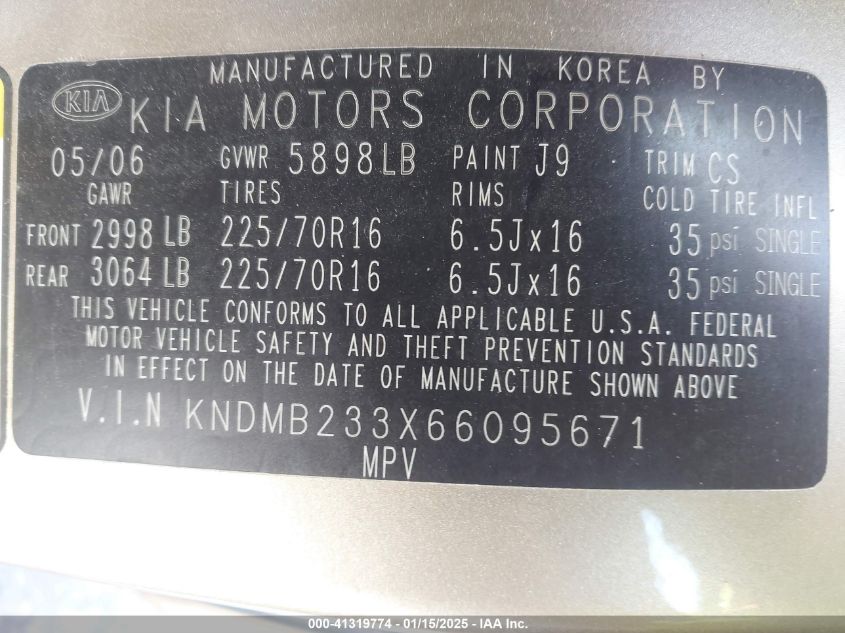 MANUFACTURED IN KOREA BY
KIA KIA MOTORS CORPORATION
05/06 GVWR 5898LB PAINT J9 TRIM CS
GAWR TIRES RIMS COLD TIRE INFL
FRONT 2998 LB 225/70R16 6.5Jx16 35 psi SINGLE
REAR 3064 LB 225/70R16 6.5Jx16 35 psi SINGLE
THIS VEHICLE CONFORMS TO ALL APPLICABLE U.S.A. FEDERAL
MOTOR VEHICLE SAFETY AND THEFT PREVENTION STANDARDS
IN EFFECT ON THE DATE OF MANUFACTURE SHOWN ABOVE
V.I.N KNDMB233X66095671
MPV
000-41319774 - 01/15/2025 - IAA Inc.